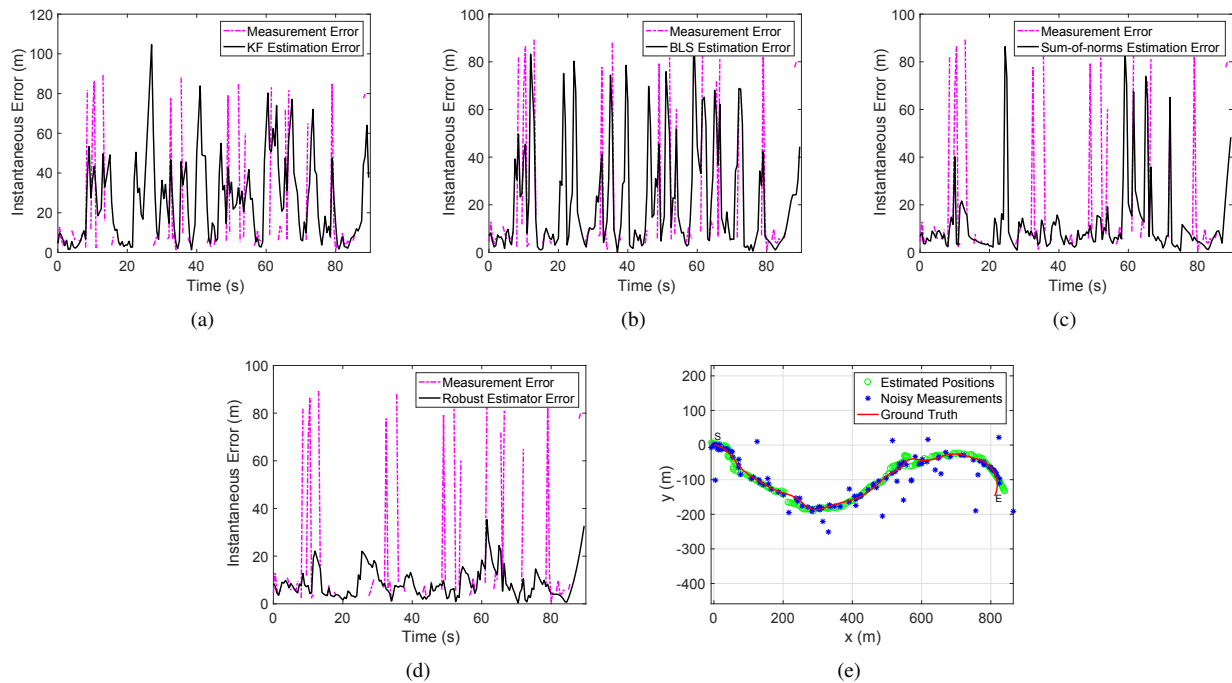 120
100
80
60
40
20
0
Instantaneous Error (m)
Measurement Error
KF Estimation Error
0 20 40 60 80
Time (s)
(a)
100
80
60
40
20
0
Instantaneous Error (m)
Measurement Error
BLS Estimation Error
0 20 40 60 80
Time (s)
(b)
100
80
60
40
20
0
Instantaneous Error (m)
Measurement Error
Sum-of-norms Estimation Error
0 20 40 60 80
Time (s)
(c)
100
80
60
40
20
0
Instantaneous Error (m)
Measurement Error
Robust Estimator Error
0 20 40 60 80
Time (s)
(d)
200
100
0
-100
-200
-300
-400
y (m)
Estimated Positions
Noisy Measurements
Ground Truth
S
E
0 200 400 600 800
x (m)
(e)